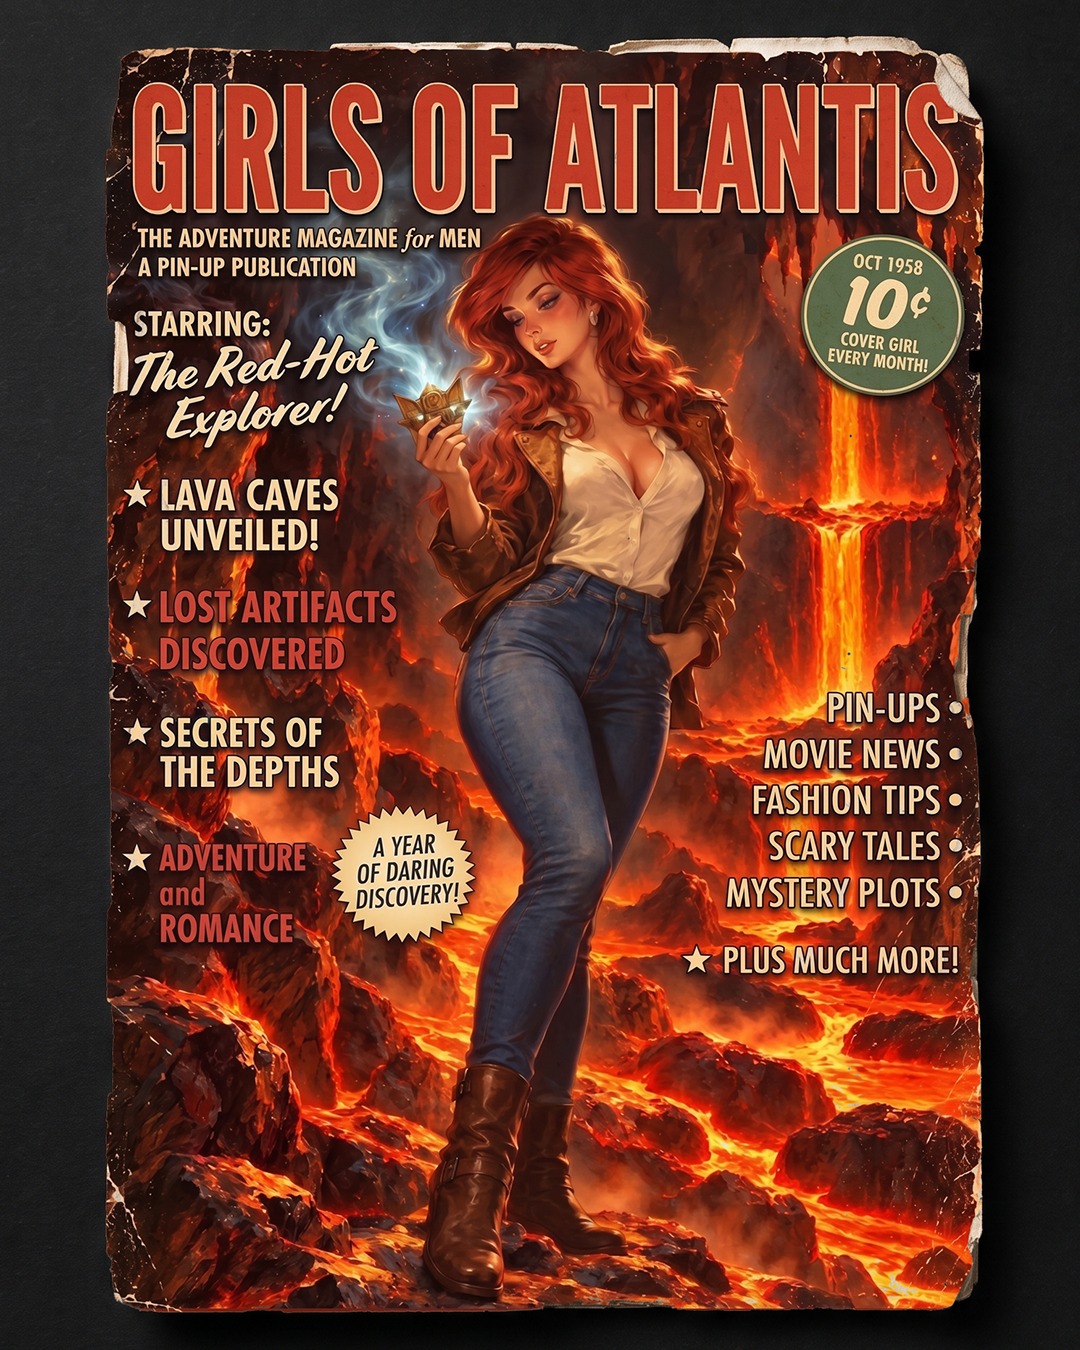 GIRLS OF ATLANTIS
THE ADVENTURE MAGAZINE for MEN
A PIN-UP PUBLICATION
OCT 1958
10¢
COVER GIRL
EVERY MONTH!
STARRING:
The Red-Hot
Explorer!
★ LAVA CAVES
UNVEILED!
★ LOST ARTIFACTS
DISCOVERED
★ SECRETS OF
THE DEPTHS
★ ADVENTURE
and
ROMANCE
A YEAR
OF DARING
DISCOVERY!
PIN-UPS •
MOVIE NEWS •
FASHION TIPS •
SCARY TALES •
MYSTERY PLOTS •
★ PLUS MUCH MORE!